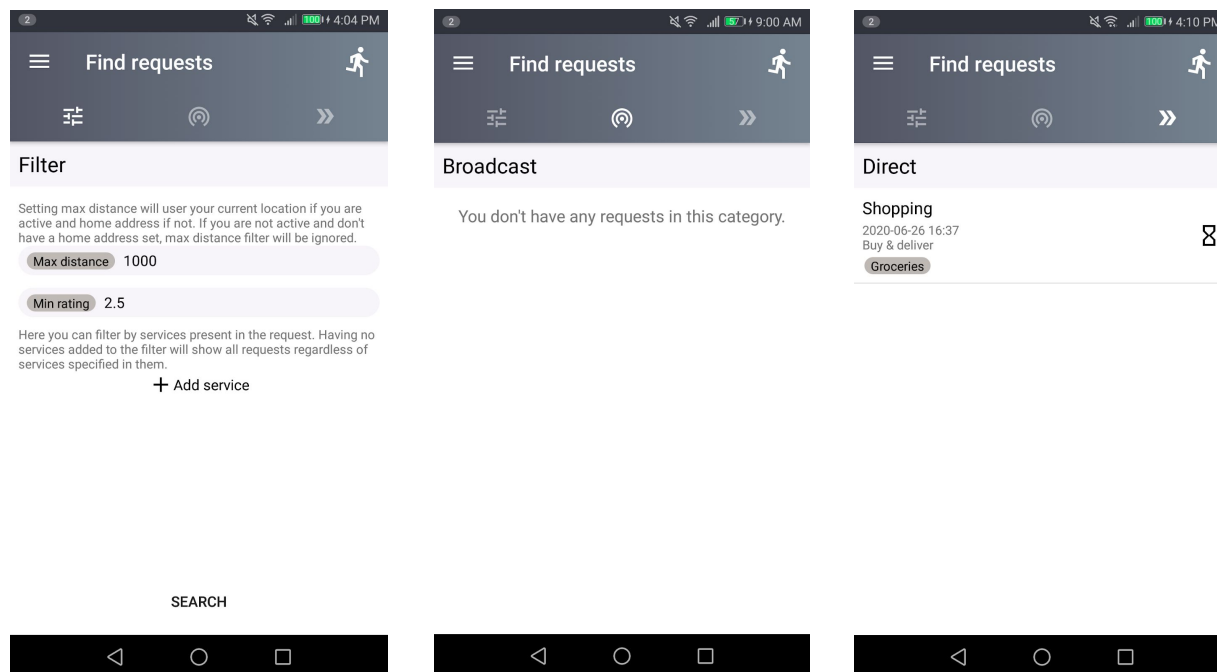 2 100 4:04 PM
Find requests
Filter
Setting max distance will user your current location if you are
active and home address if not. If you are not active and don't
have a home address set, max distance filter will be ignored.
Max distance 1000
Min rating 2.5
Here you can filter by services present in the request. Having no
services added to the filter will show all requests regardless of
services specified in them.
+ Add service
SEARCH
2 57 9:00 AM
Find requests
Broadcast
You don't have any requests in this category.
2 100 4:10 PM
Find requests
Direct
Shopping
2020-06-26 16:37
Buy & deliver
Groceries